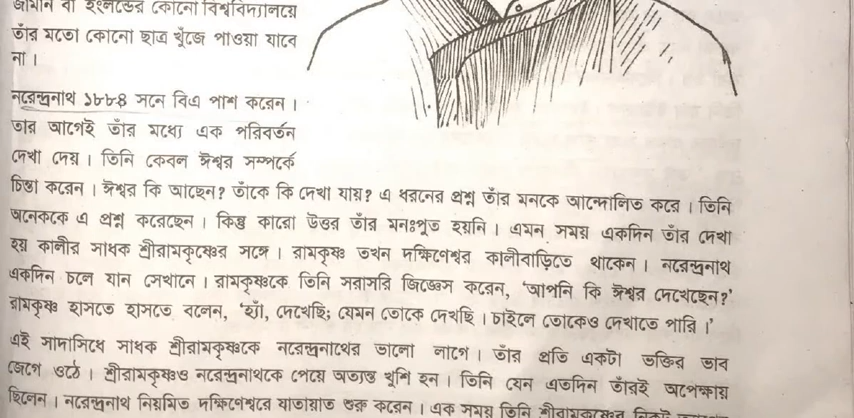 জার্মান বা ইংলন্ডের কোনো বিশ্ববিদ্যালয়ে
তাঁর মতো কোনো ছাত্র খুঁজে পাওয়া যাবে
না ।
নরেন্দ্রনাথ ১৮৮৪ সনে বিএ পাশ করেন ।
তার আগেই তাঁর মধ্যে এক পরিবর্তন
দেখা দেয় । তিনি কেবল ঈশ্বর সম্পর্কে
চিন্তা করেন । ঈশ্বর কি আছেন? তাঁকে কি দেখা যায়? এ ধরনের প্রশ্ন তাঁর মনকে আন্দোলিত করে । তিনি
অনেককে এ প্রশ্ন করেছেন । কিন্তু কারো উত্তর তাঁর মনঃপূত হয়নি । এমন সময় একদিন তাঁর দেখা
হয় কালীর সাধক শ্রীরামকৃষ্ণের সঙ্গে । রামকৃষ্ণ তখন দক্ষিণেশ্বর কালীবাড়িতে থাকেন । নরেন্দ্রনাথ
একদিন চলে যান সেখানে । রামকৃষ্ণকে তিনি সরাসরি জিজ্ঞেস করেন, ‘আপনি কি ঈশ্বর দেখেছেন?’
রামকৃষ্ণ হাসতে হাসতে বলেন, ‘হ্যাঁ, দেখেছি; যেমন তোকে দেখছি । চাইলে তোকেও দেখাতে পারি ।’
এই সাদাসিধে সাধক শ্রীরামকৃষ্ণকে নরেন্দ্রনাথের ভালো লাগে । তাঁর প্রতি একটা ভক্তির ভাব
জেগে ওঠে । শ্রীরামকৃষ্ণও নরেন্দ্রনাথকে পেয়ে অত্যন্ত খুশি হন । তিনি যেন এতদিন তাঁরই অপেক্ষায়
ছিলেন । নরেন্দ্রনাথ নিয়মিত দক্ষিণেশ্বরে যাতায়াত শুরু করেন । এক সময় তিনি শ্রীরামকৃষ্ণের নিকট